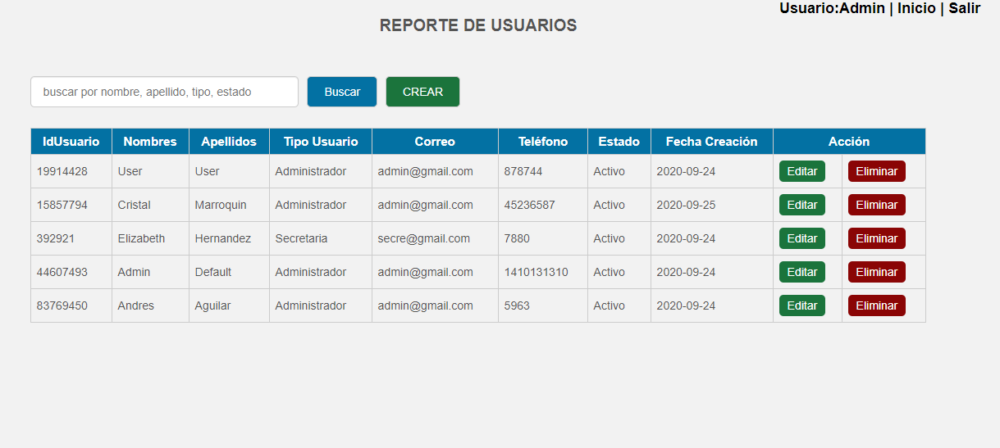 Usuario:Admin | Inicio | Salir
REPORTE DE USUARIOS
buscar por nombre, apellido, tipo, estado Buscar CREAR
IdUsuario Nombres Apellidos Tipo Usuario Correo Teléfono Estado Fecha Creación Acción
19914428 User User Administrador admin@gmail.com 878744 Activo 2020-09-24 Editar Eliminar
15857794 Cristal Marroquin Administrador admin@gmail.com 45236587 Activo 2020-09-25 Editar Eliminar
392921 Elizabeth Hernandez Secretaria secre@gmail.com 7880 Activo 2020-09-24 Editar Eliminar
44607493 Admin Default Administrador admin@gmail.com 1410131310 Activo 2020-09-24 Editar Eliminar
83769450 Andres Aguilar Administrador admin@gmail.com 5963 Activo 2020-09-24 Editar Eliminar